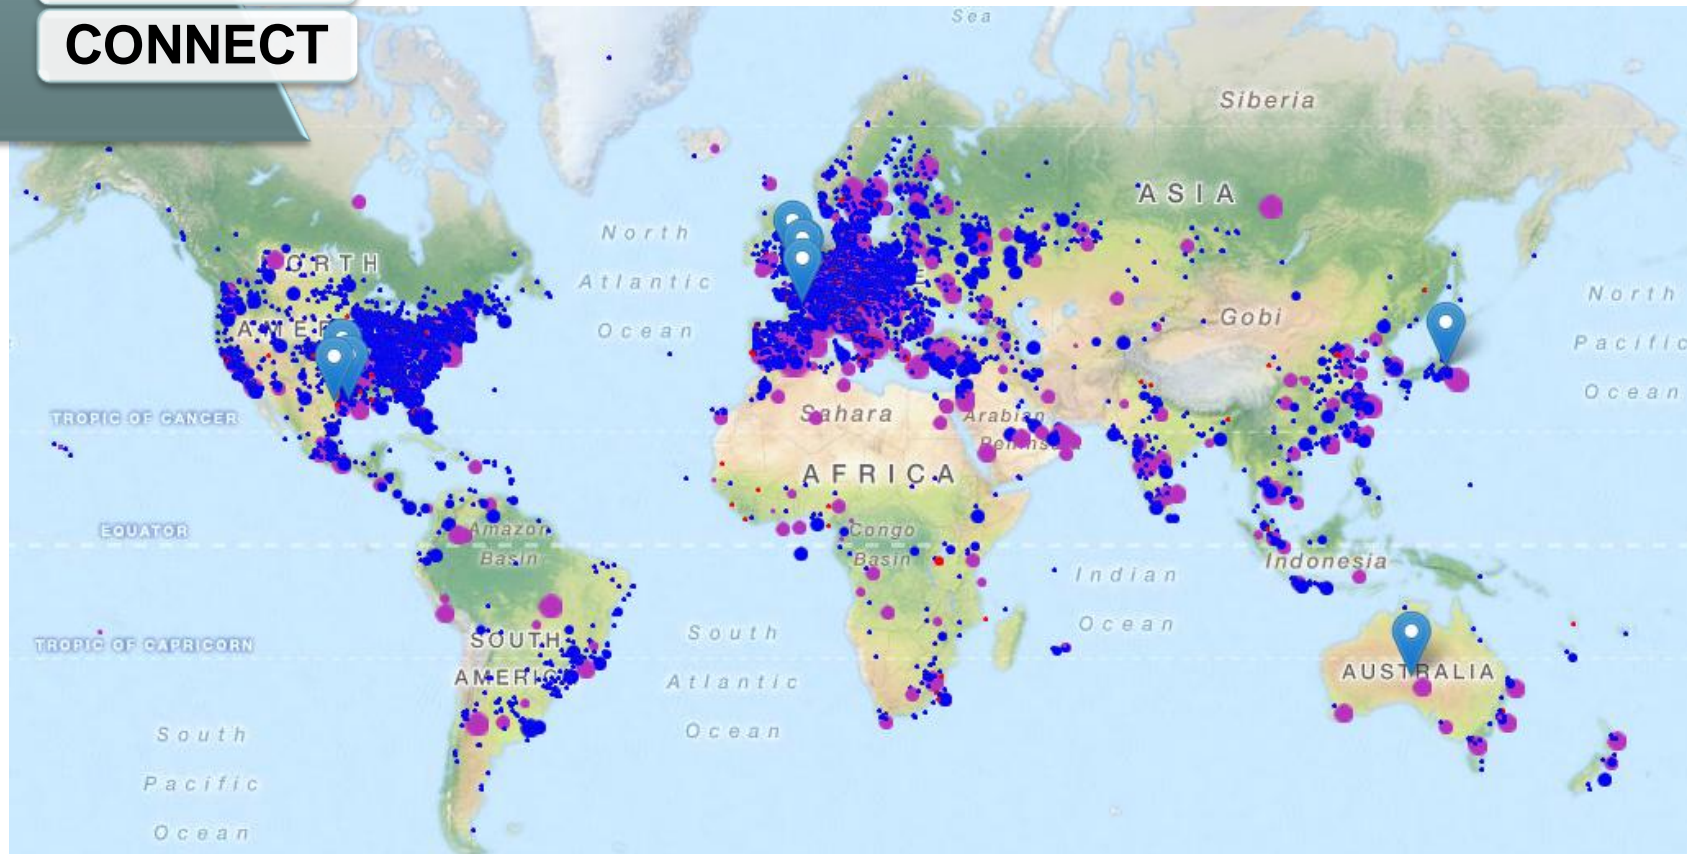 CONNECT
Sea
Siberia
ASIA
NORTH
AMER
North
Atlantic
Ocean
Gobi
North
Pacific
Ocean
TROPIC OF CANCER
Sahara
Arabian
Peninsula
AFRICA
EQUATOR
Amazon
Basin
Congo
Basin
Indonesia
Indian
Ocean
TROPIC OF CAPRICORN
SOUTH
AMERIC
South
Atlantic
Ocean
AUSTRALIA
South
Pacific
Ocean